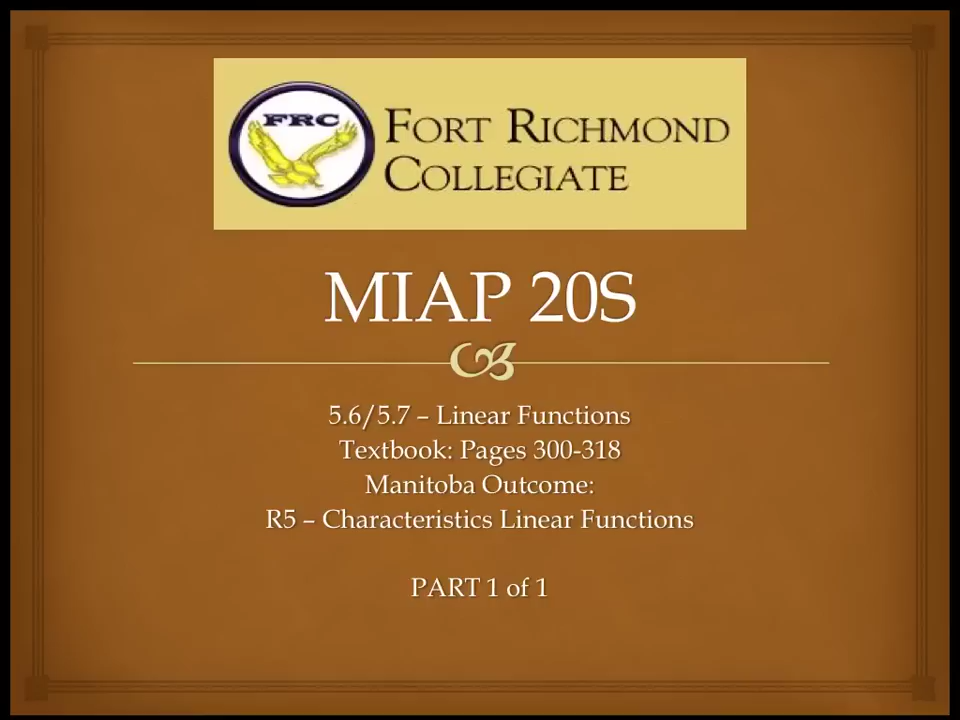 FRC
FORT RICHMOND
COLLEGIATE
MIAP 20S
5.6/5.7 – Linear Functions
Textbook: Pages 300-318
Manitoba Outcome:
R5 – Characteristics Linear Functions
PART 1 of 1